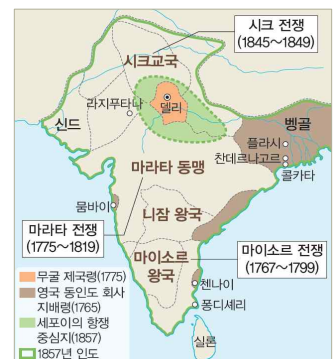 시크 전쟁
(1845~1849)
시크교국
라지푸타나
델리
신드
벵골
플라시
찬데르나고르
콜카타
마라타 동맹
뭄바이
니잠 왕국
마라타 전쟁
(1775~1819)
마이소르
왕국
마이소르 전쟁
(1767~1799)
첸나이
퐁디셰리
실론
무굴 제국령(1775)
영국 동인도 회사
지배령(1765)
세포이의 항쟁
중심지(1857)
1857년 인도